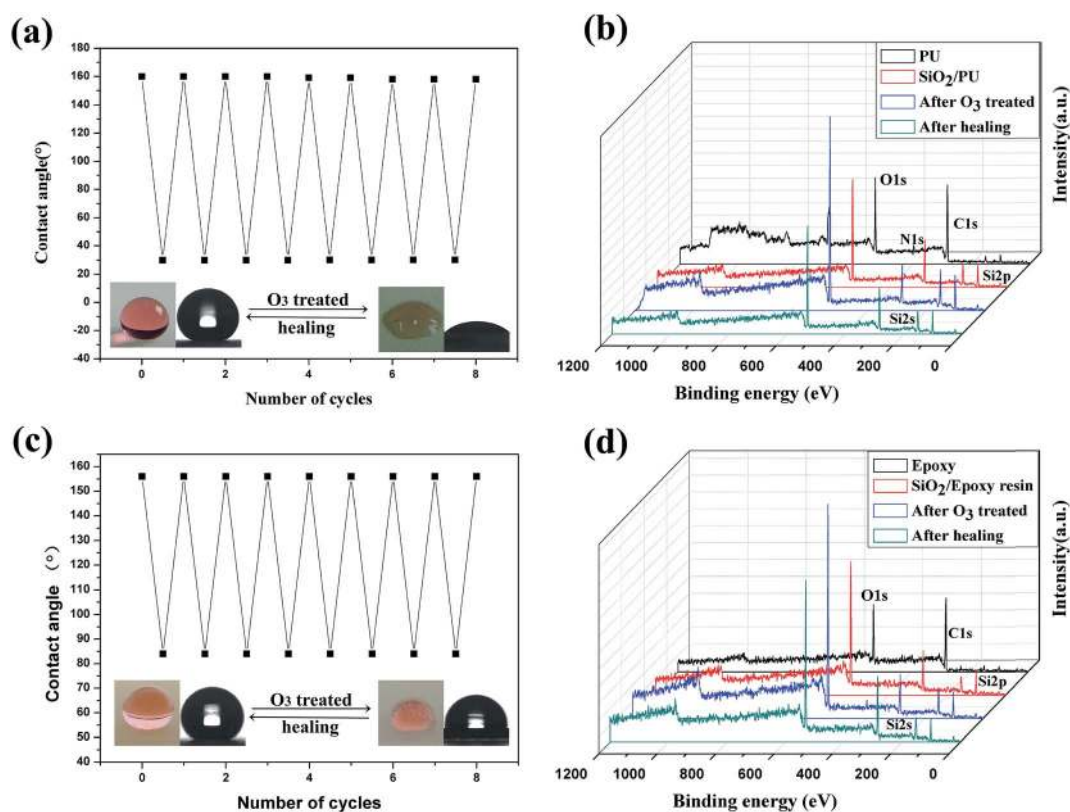 (a)
Contact angle(°)
180
160
140
120
100
80
60
40
20
0
-20
-40
O₃ treated
healing
0 2 4 6 8
Number of cycles
(b)
PU
SiO₂/PU
After O₃ treated
After healing
O1s
N1s
C1s
Si2p
Si2s
Intensity(a.u.)
1200 1000 800 600 400 200 0
Binding energy (eV)
(c)
Contact angle (°)
160
150
140
130
120
110
100
90
80
70
60
50
40
O₃ treated
healing
0 2 4 6 8
Number of cycles
(d)
Epoxy
SiO₂/Epoxy resin
After O₃ treated
After healing
O1s
C1s
Si2p
Si2s
Intensity(a.u.)
1200 1000 800 600 400 200 0
Binding energy (eV)